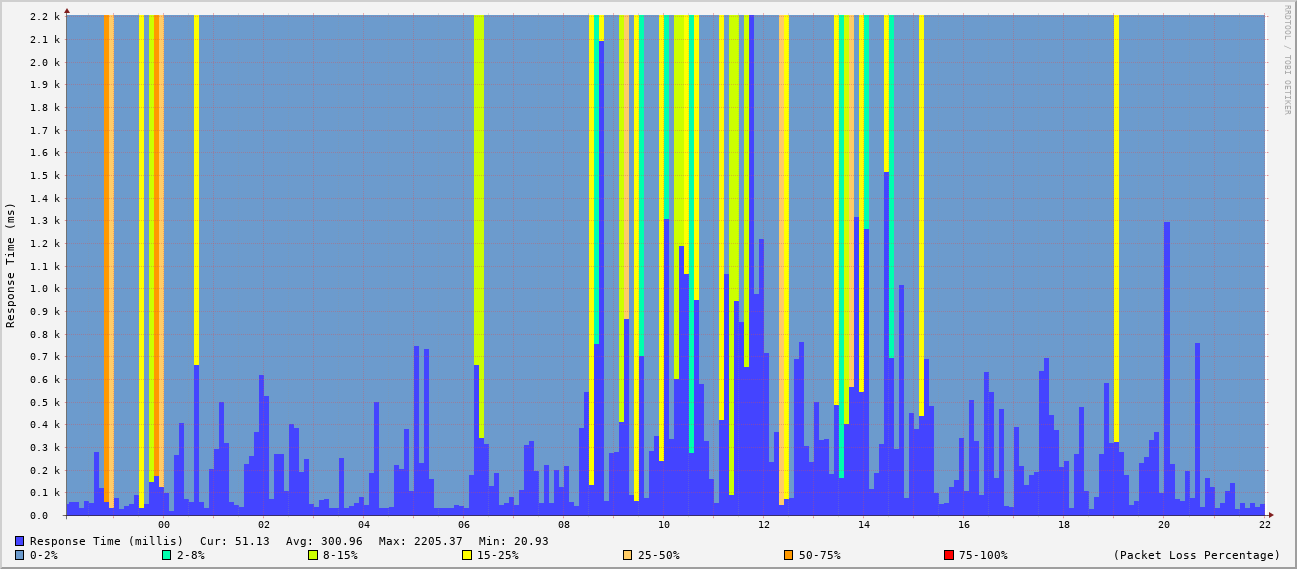 RRDTOOL / TOBI OETIKER
Response Time (ms)
2.2 k
2.1 k
2.0 k
1.9 k
1.8 k
1.7 k
1.6 k
1.5 k
1.4 k
1.3 k
1.2 k
1.1 k
1.0 k
0.9 k
0.8 k
0.7 k
0.6 k
0.5 k
0.4 k
0.3 k
0.2 k
0.1 k
0.0
00 02 04 06 08 10 12 14 16 18 20 22
Response Time (millis) Cur: 51.13 Avg: 300.96 Max: 2205.37 Min: 20.93
0-2% 2-8% 8-15% 15-25% 25-50% 50-75% 75-100% (Packet Loss Percentage)